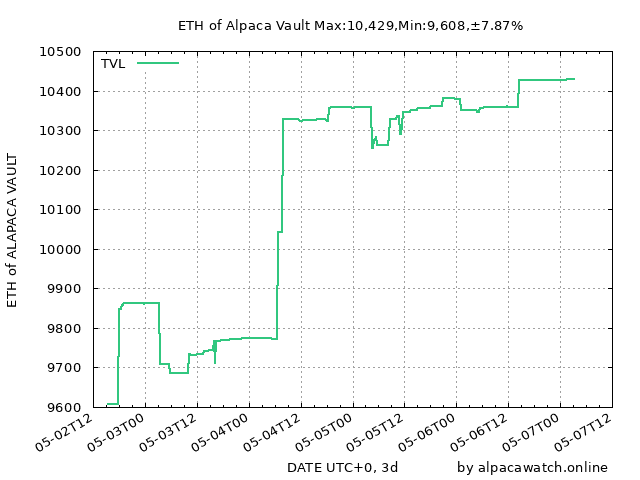 ETH of Alpaca Vault Max:10,429,Min:9,608,±7.87%
TVL
10500
10400
10300
10200
10100
10000
9900
9800
9700
9600
ETH of ALAPACA VAULT
05-02T12
05-03T00
05-03T12
05-04T00
05-04T12
05-05T00
05-05T12
05-06T00
05-06T12
05-07T00
05-07T12
DATE UTC+0, 3d
by alpacawatch.online